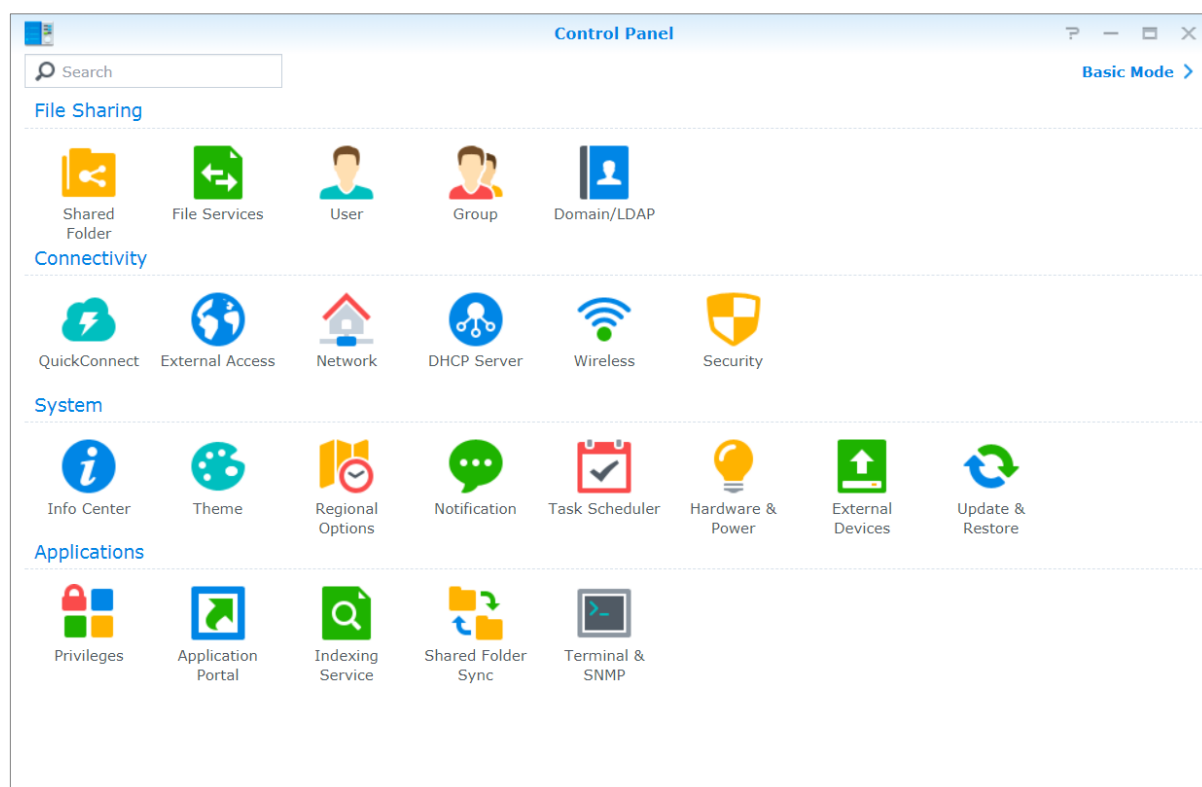 Control Panel
Search
Basic Mode
File Sharing
Shared Folder
File Services
User
Group
Domain/LDAP
Connectivity
QuickConnect
External Access
Network
DHCP Server
Wireless
Security
System
Info Center
Theme
Regional Options
Notification
Task Scheduler
Hardware & Power
External Devices
Update & Restore
Applications
Privileges
Application Portal
Indexing Service
Shared Folder Sync
Terminal & SNMP